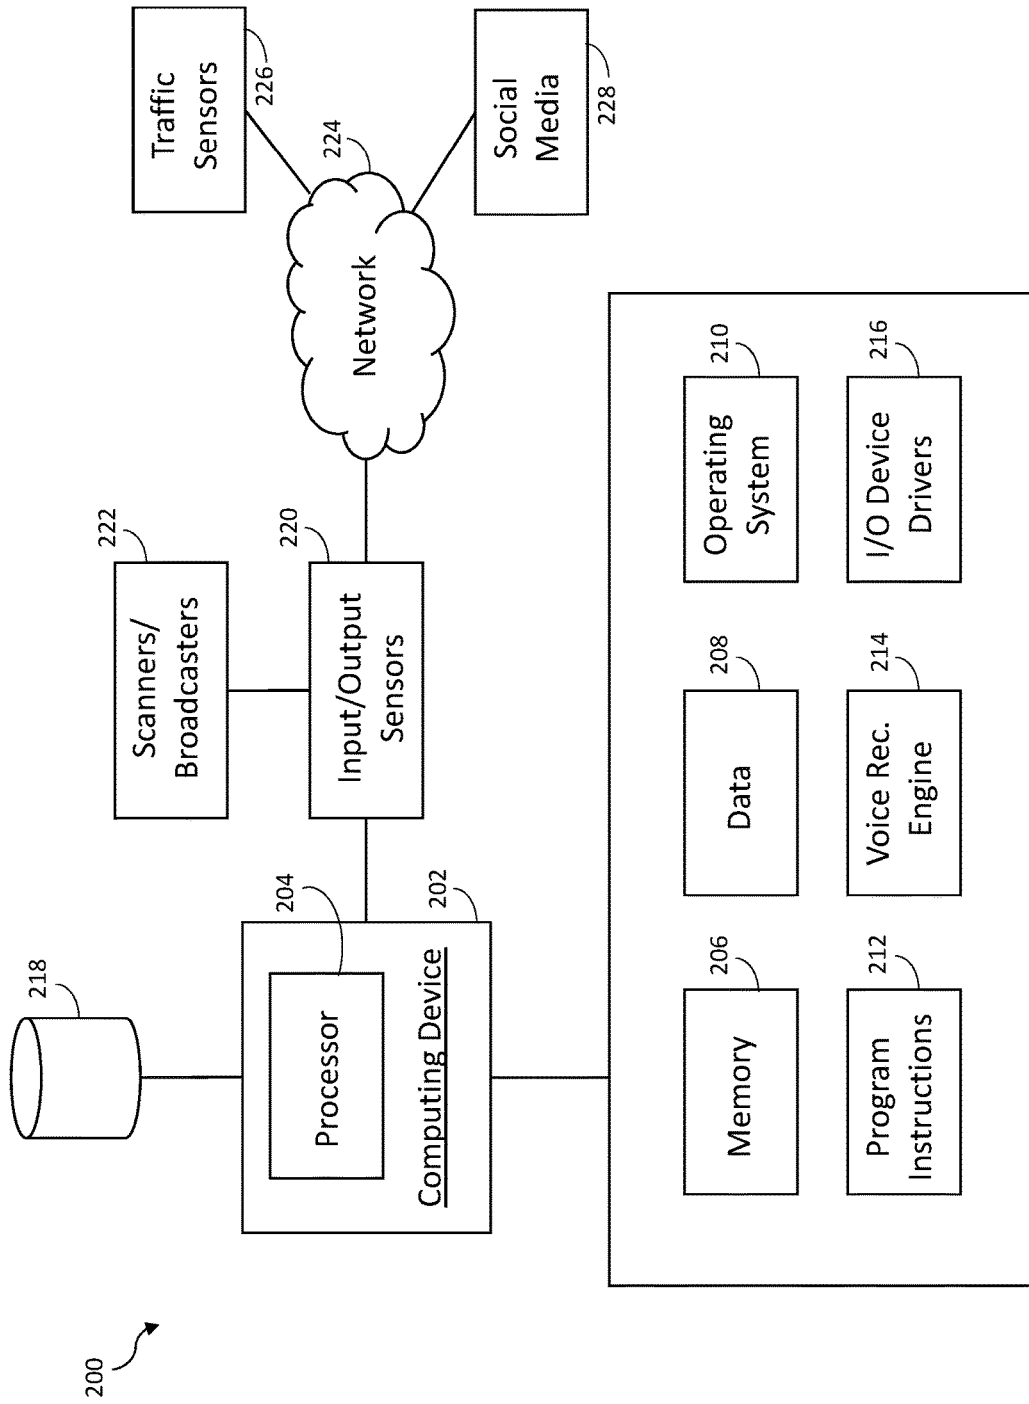 200
218
204
Processor
Computing Device
202
222
Scanners/
Broadcasters
220
Input/Output
Sensors
224
Network
Traffic
Sensors
226
Social
Media
228
206
Memory
208
Data
210
Operating
System
212
Program
Instructions
214
Voice Rec.
Engine
216
I/O Device
Drivers